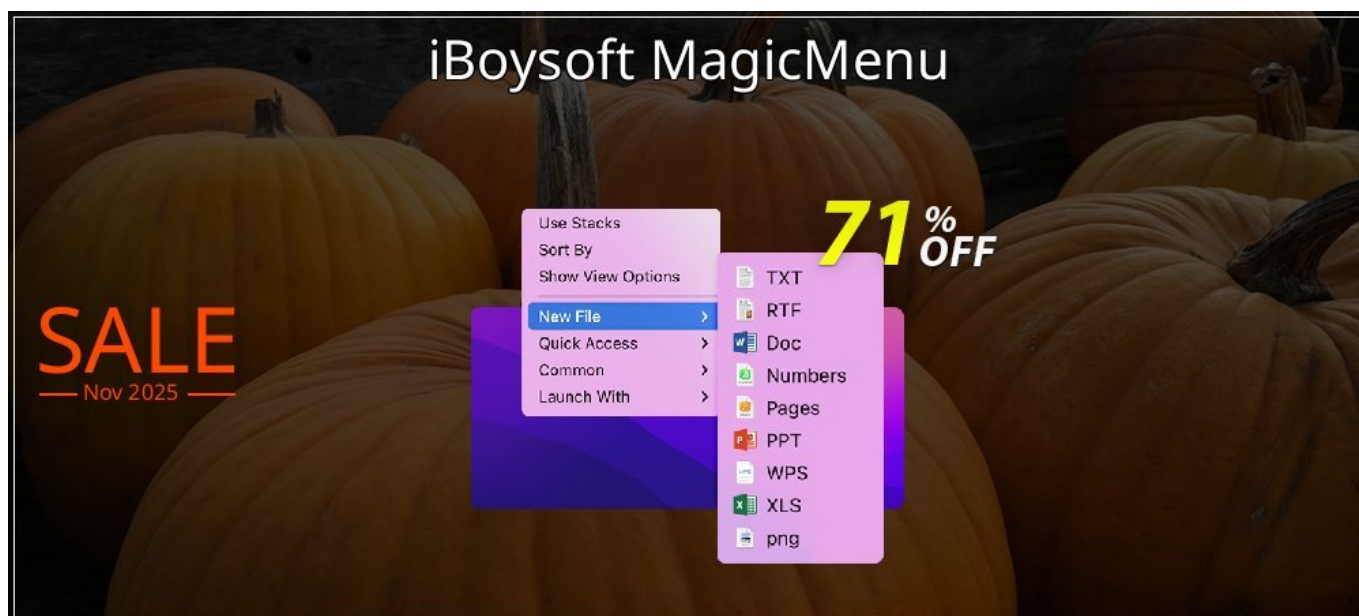 iBoysoft MagicMenu
71
%
OFF
SALE
Nov 2025
Use Stacks
Sort By
Show View Options
New File
Quick Access
Common
Launch With
TXT
RTF
Doc
Numbers
Pages
PPT
WPS
XLS
png